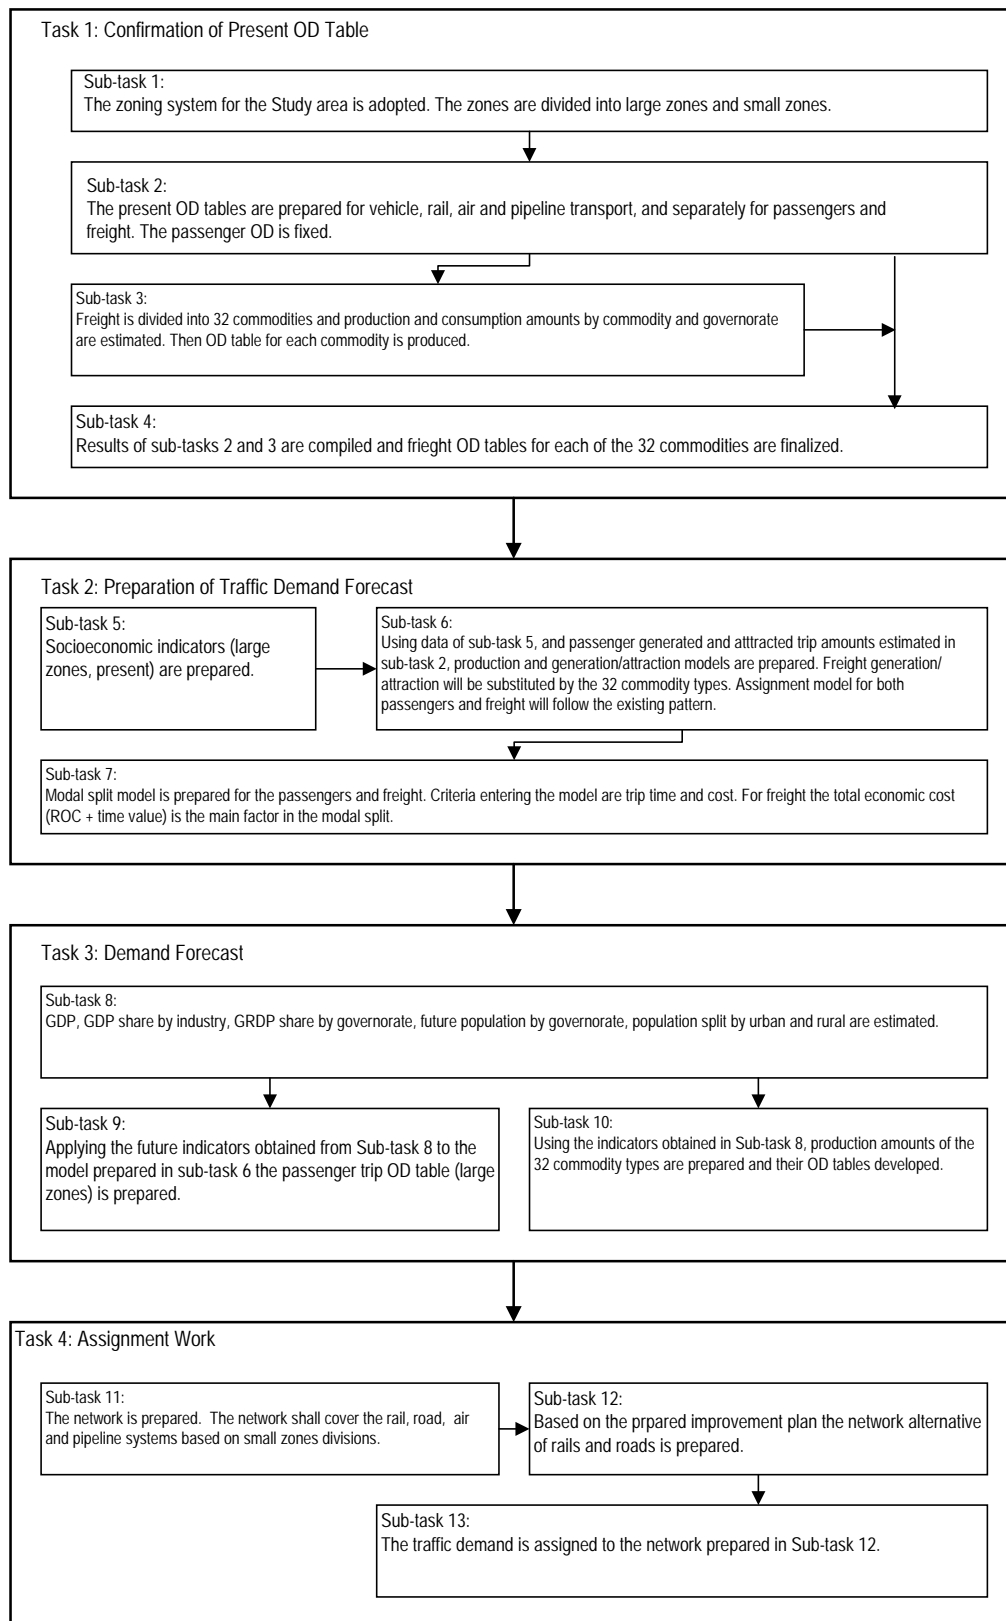 Task 1: Confirmation of Present OD Table
Sub-task 1:
The zoning system for the Study area is adopted. The zones are divided into large zones and small zones.
Sub-task 2:
The present OD tables are prepared for vehicle, rail, air and pipeline transport, and separately for passengers and
freight. The passenger OD is fixed.
Sub-task 3:
Freight is divided into 32 commodities and production and consumption amounts by commodity and governorate
are estimated. Then OD table for each commodity is produced.
Sub-task 4:
Results of sub-tasks 2 and 3 are compiled and frieght OD tables for each of the 32 commodities are finalized.
Task 2: Preparation of Traffic Demand Forecast
Sub-task 5:
Socioeconomic indicators (large
zones, present) are prepared.
Sub-task 6:
Using data of sub-task 5, and passenger generated and atttracted trip amounts estimated in
sub-task 2, production and generation/attraction models are prepared. Freight generation/
attraction will be substituted by the 32 commodity types. Assignment model for both
passengers and freight will follow the existing pattern.
Sub-task 7:
Modal split model is prepared for the passengers and freight. Criteria entering the model are trip time and cost. For freight the total economic cost
(ROC + time value) is the main factor in the modal split.
Task 3: Demand Forecast
Sub-task 8:
GDP, GDP share by industry, GRDP share by governorate, future population by governorate, population split by urban and rural are estimated.
Sub-task 9:
Applying the future indicators obtained from Sub-task 8 to the
model prepared in sub-task 6 the passenger trip OD table (large
zones) is prepared.
Sub-task 10:
Using the indicators obtained in Sub-task 8, production amounts of the
32 commodity types are prepared and their OD tables developed.
Task 4: Assignment Work
Sub-task 11:
The network is prepared. The network shall cover the rail, road, air
and pipeline systems based on small zones divisions.
Sub-task 12:
Based on the prpared improvement plan the network alternative
of rails and roads is prepared.
Sub-task 13:
The traffic demand is assigned to the network prepared in Sub-task 12.